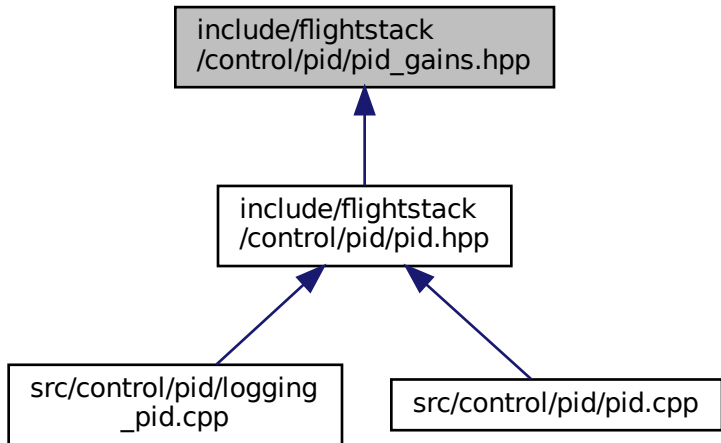 include/flightstack
/control/pid/pid_gains.hpp
include/flightstack
/control/pid/pid.hpp
src/control/pid/logging
_pid.cpp
src/control/pid/pid.cpp